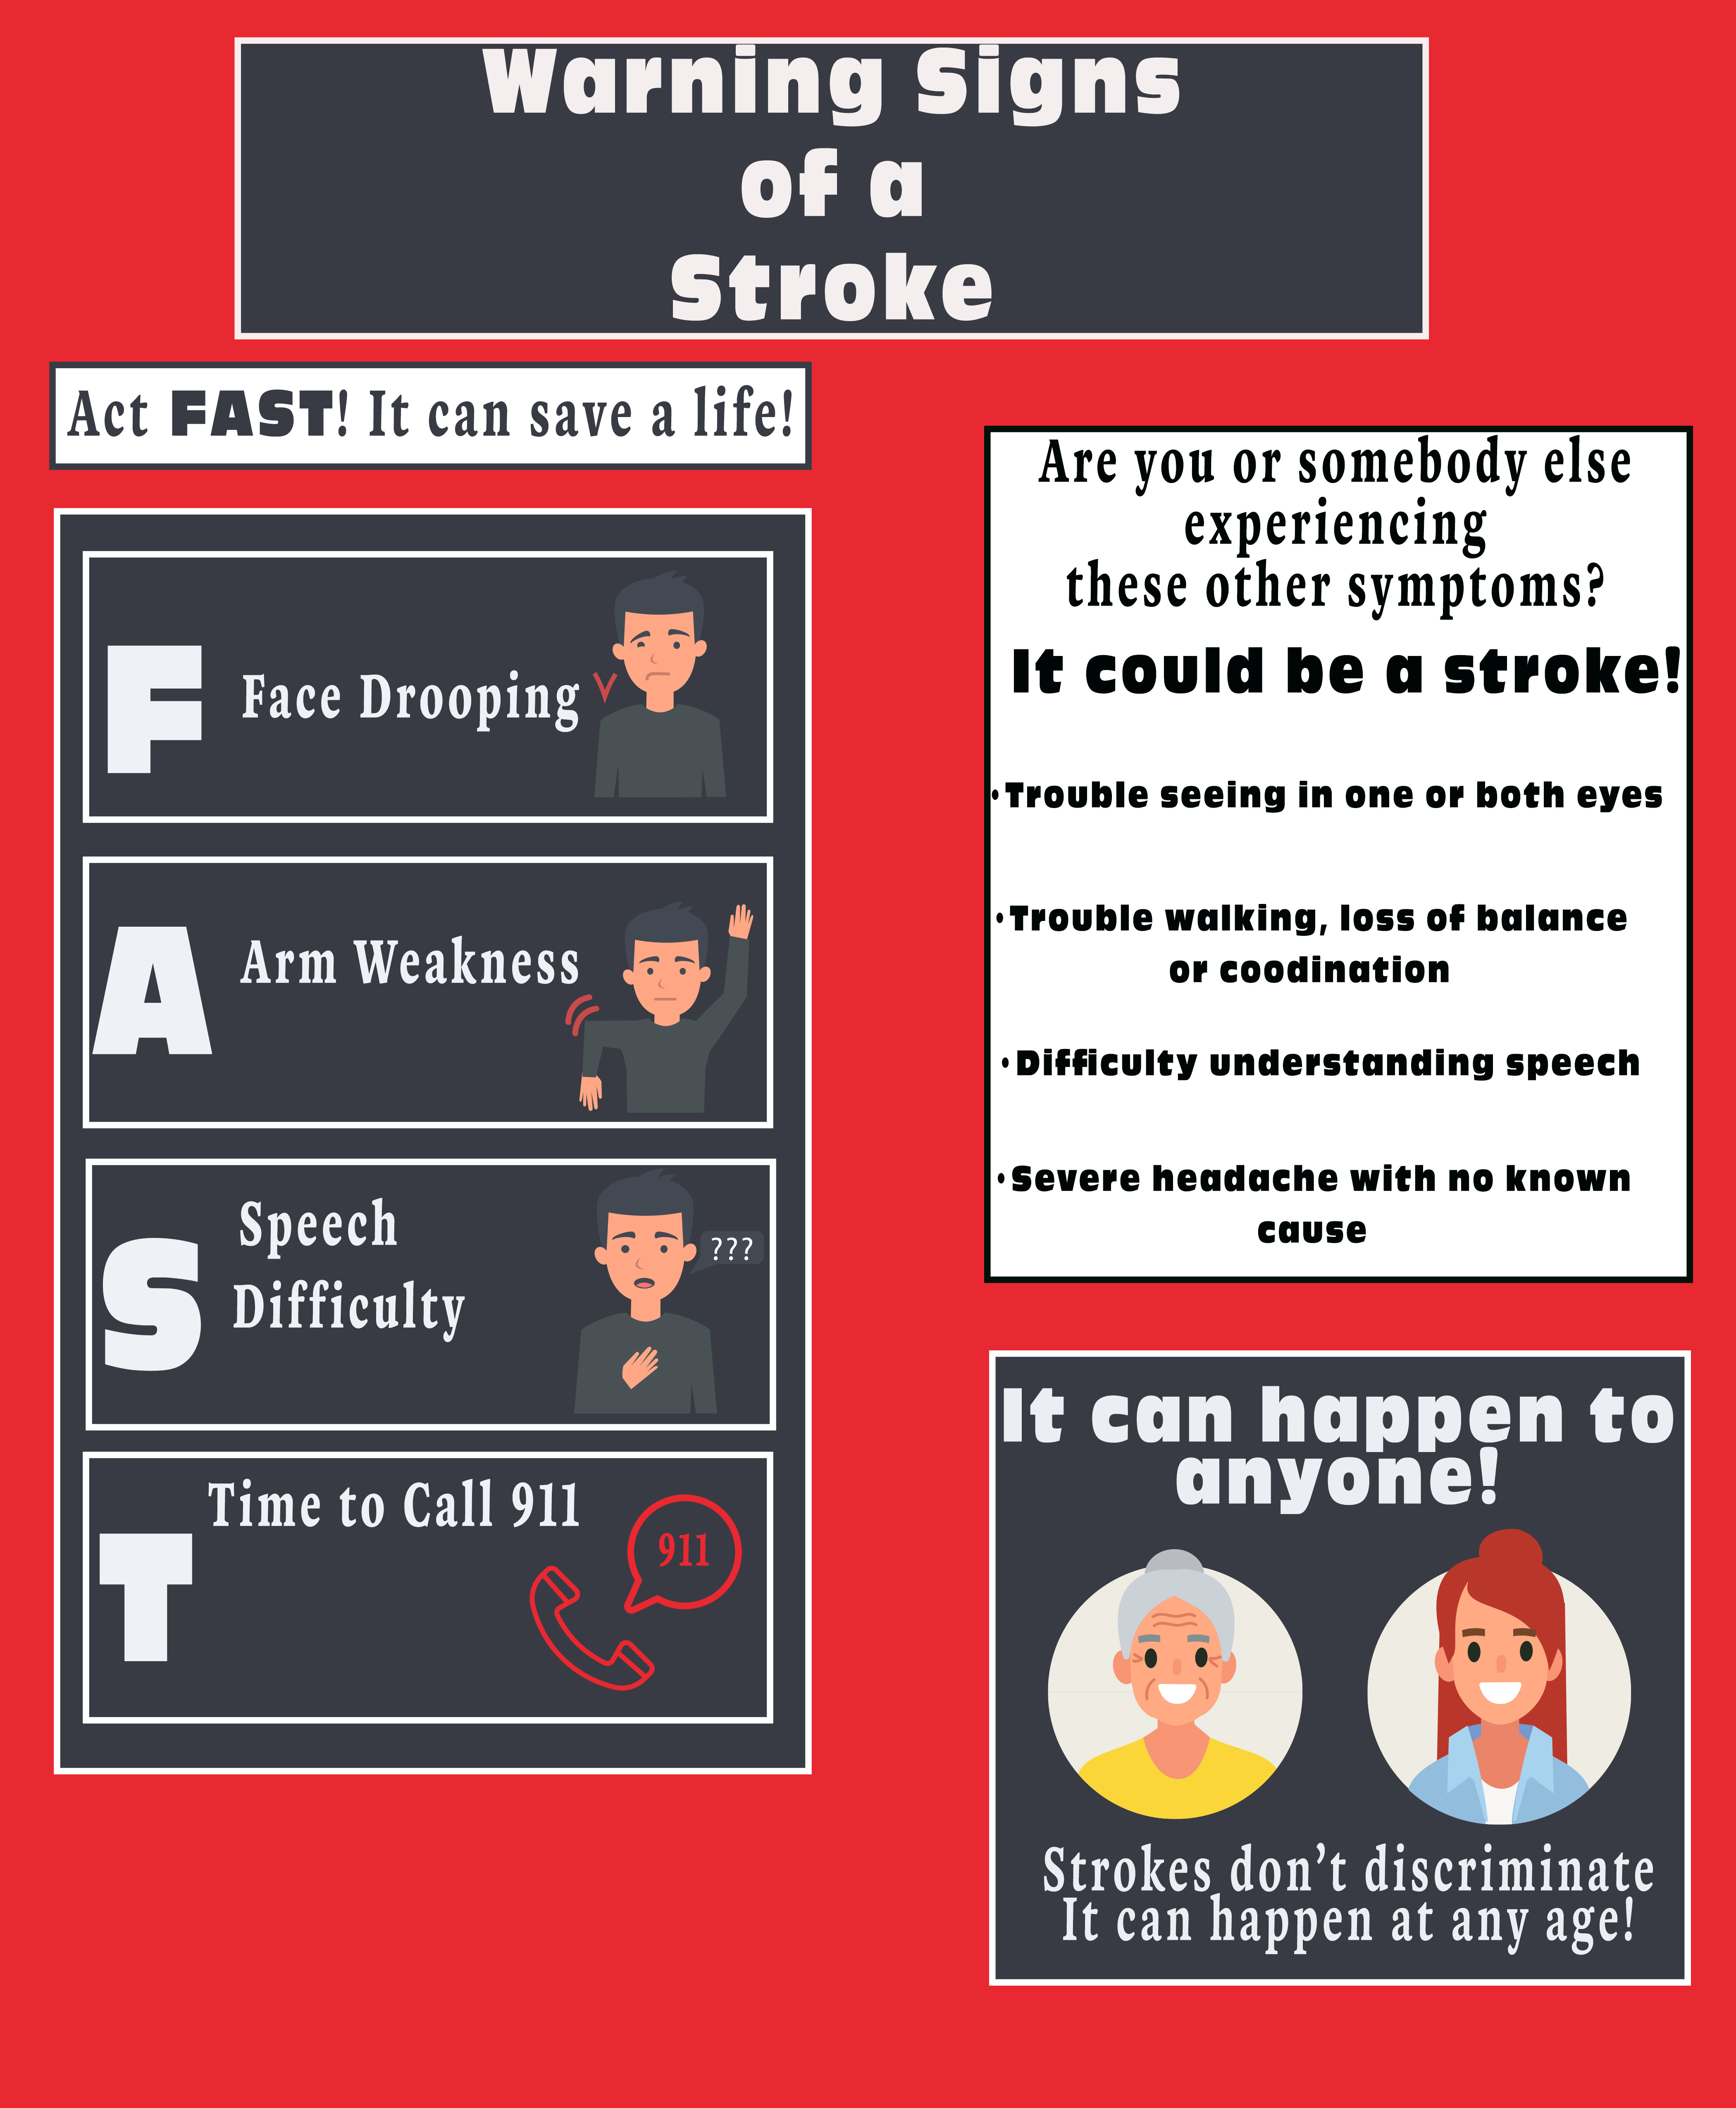 Warning Signs
of a
Stroke
Act FAST! It can save a life!
F
Face Drooping
A
Arm Weakness
S
Speech
Difficulty
???
T
Time to Call 911
911
Are you or somebody else
experiencing
these other symptoms?
It could be a stroke!
•Trouble seeing in one or both eyes
•Trouble walking, loss of balance
or coodination
•Difficulty understanding speech
•Severe headache with no known
cause
It can happen to
anyone!
Strokes don’t discriminate
It can happen at any age!